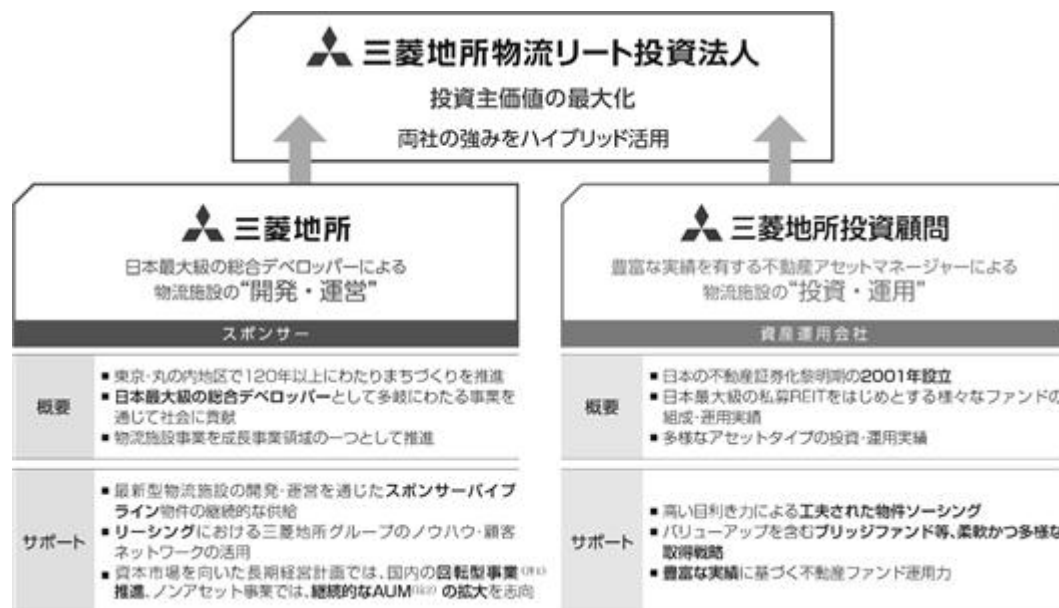 三菱地所物流リート投資法人
投資主価値の最大化
両社の強みをハイブリッド活用
三菱地所
日本最大級の総合デベロッパーによる
物流施設の“開発・運営”
スポンサー
概要
■ 東京・丸の内地区で120年以上にわたりまちづくりを推進
■ 日本最大級の総合デベロッパーとして多岐にわたる事業を
通じて社会に貢献
■ 物流施設事業を成長事業領域の一つとして推進
サポート
■ 最新型物流施設の開発・運営を通じたスポンサーパイプ
ライン物件の継続的な供給
■ リーシングにおける三菱地所グループのノウハウ・顧客
ネットワークの活用
■ 資本市場を向いた長期経営計画では、国内の回転型事業(注1)
推進、ノンアセット事業では、継続的なAUM(注2)の拡大を志向
三菱地所投資顧問
豊富な実績を有する不動産アセットマネージャーによる
物流施設の“投資・運用”
資産運用会社
概要
■ 日本の不動産証券化黎明期の2001年設立
■ 日本最大級の私募REITをはじめとする様々なファンドの
組成・運用実績
■ 多様なアセットタイプの投資・運用実績
サポート
■ 高い目利き力による工夫された物件ソーシング
■ バリューアップを含むブリッジファンド等、柔軟かつ多様な
取得戦略
■ 豊富な実績に基づく不動産ファンド運用力